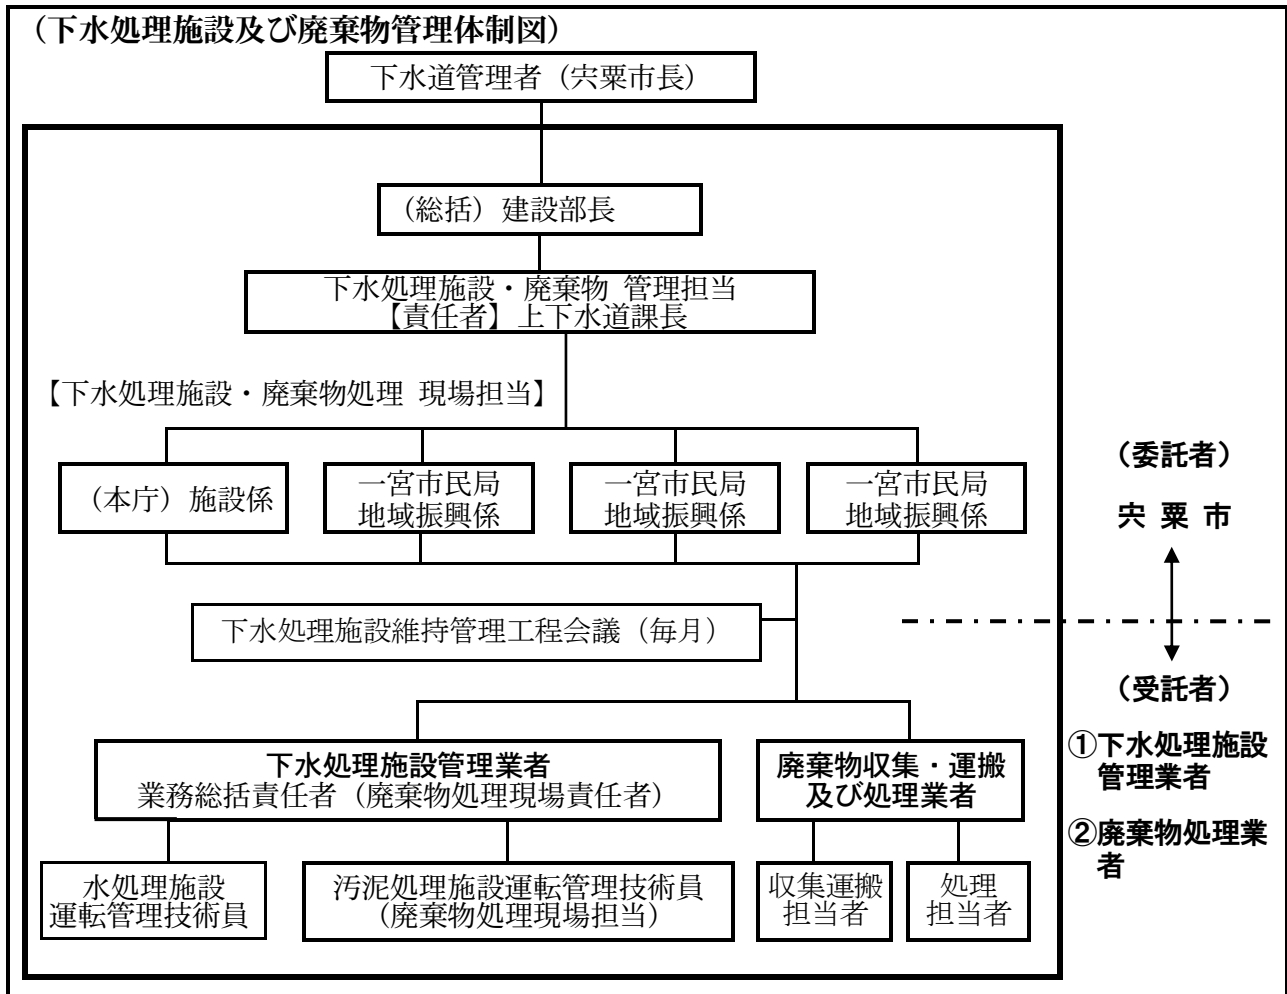 （下水処理施設及び廃棄物管理体制図）
下水道管理者（宍粟市長）
（総括）建設部長
下水処理施設・廃棄物 管理担当
【責任者】上下水道課長
【下水処理施設・廃棄物処理 現場担当】
（本庁）施設係
一宮市民局
地域振興係
一宮市民局
地域振興係
一宮市民局
地域振興係
（委託者）
宍 粟 市
下水処理施設維持管理工程会議（毎月）
（受託者）
①下水処理施設
管理業者
②廃棄物処理業
者
下水処理施設管理業者
業務総括責任者（廃棄物処理現場責任者）
廃棄物収集・運搬
及び処理業者
水処理施設
運転管理技術員
汚泥処理施設運転管理技術員
（廃棄物処理現場担当）
収集運搬
担当者
処理
担当者